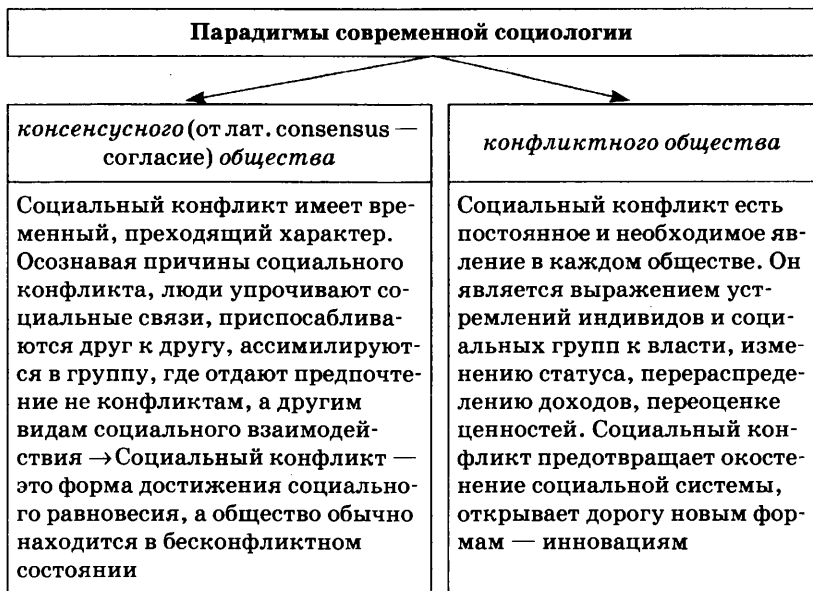 Парадигмы современной социологии
консенсусного (от лат. consensus —
согласие) общества
Социальный конфликт имеет вре-
менный, преходящий характер.
Осознавая причины социального
конфликта, люди упрочивают со-
циальные связи, приспосаблива-
ются друг к другу, ассимилируют-
ся в группу, где отдают предпочте-
ние не конфликтам, а другим
видам социального взаимодей-
ствия →Социальный конфликт —
это форма достижения социально-
го равновесия, а общество обычно
находится в бесконфликтном
состоянии
конфликтного общества
Социальный конфликт есть
постоянное и необходимое яв-
ление в каждом обществе. Он
является выражением уст-
ремлений индивидов и соци-
альных групп к власти, изме-
нению статуса, перераспреде-
лению доходов, переоценке
ценностей. Социальный кон-
фликт предотвращает окосте-
нение социальной системы,
открывает дорогу новым фор-
мам — инновациям